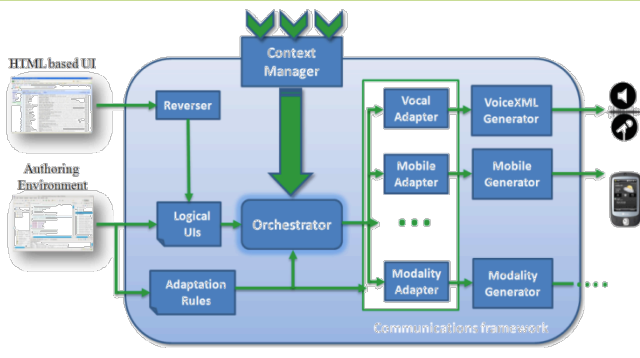 HTML based UI
Context
Manager
Reverser
Vocal
Adapter
VoiceXML
Generator
Authoring
Environment
Mobile
Adapter
Mobile
Generator
Logical
UIs
Orchestrator
Adaptation
Rules
Modality
Adapter
Modality
Generator
Communications framework